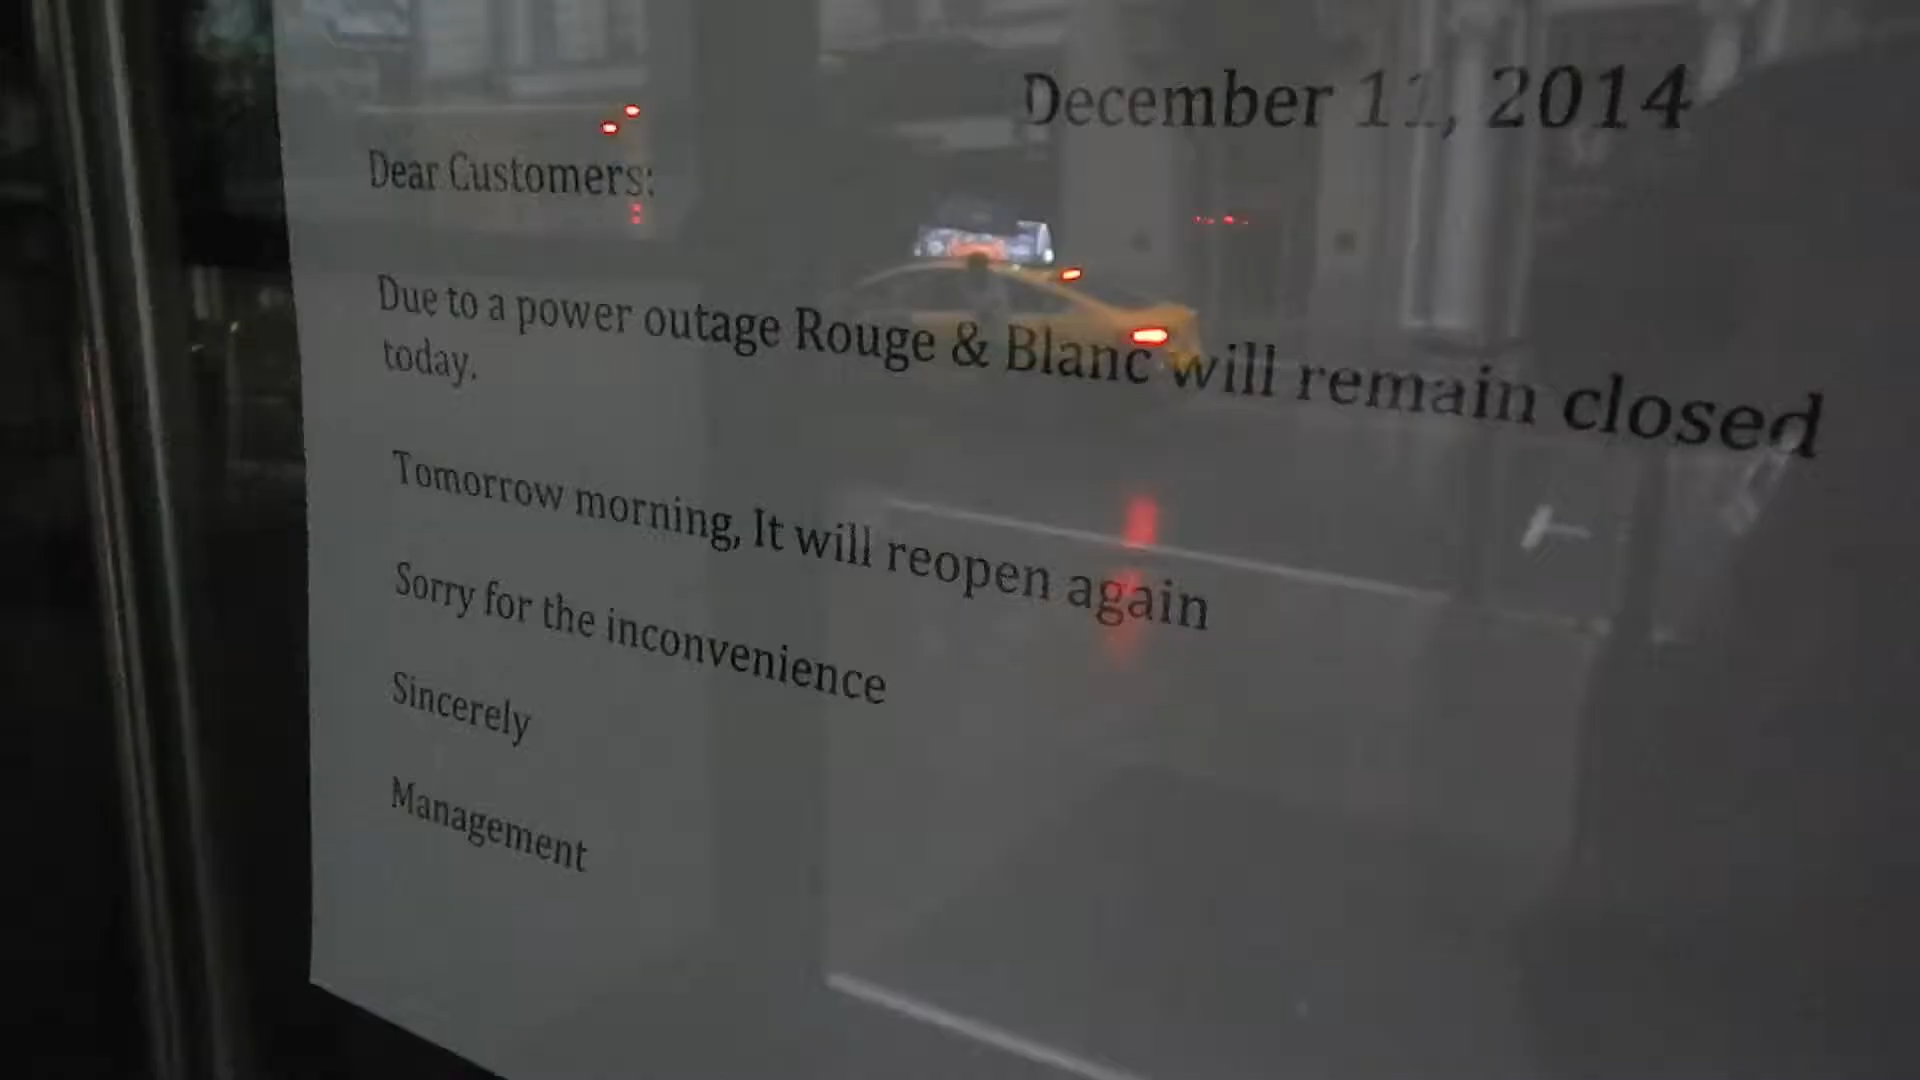 December 11, 2014
Dear Customers:
Due to a power outage Rouge & Blanc will remain closed
today.
Tomorrow morning, It will reopen again
Sorry for the inconvenience
Sincerely
Management